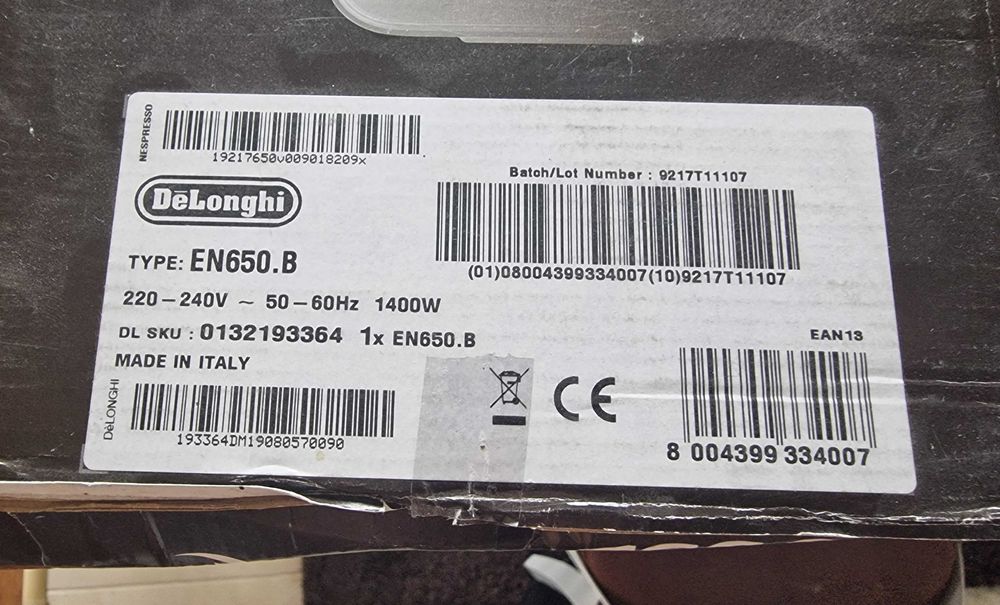 NESPRESSO
19217650v009018209x
DeLonghi
TYPE: EN650.B
220-240V ~ 50-60Hz 1400W
DL SKU : 0132193364 1x EN650.B
MADE IN ITALY
DeLONGHI
193364DM19080570090
Batch/Lot Number : 9217T11107
(01)08004399334007(10)9217T11107
CE
EAN13
8 004399 334007